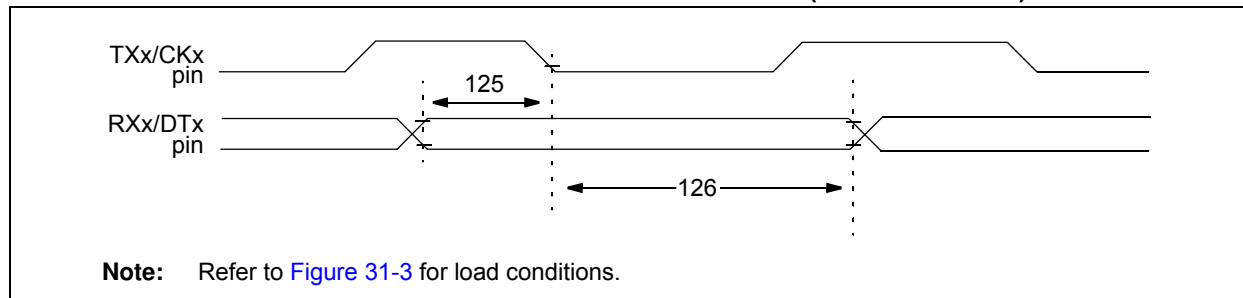 TXx/CKx
pin
125
RXx/DTx
pin
126
Note: Refer to Figure 31-3 for load conditions.